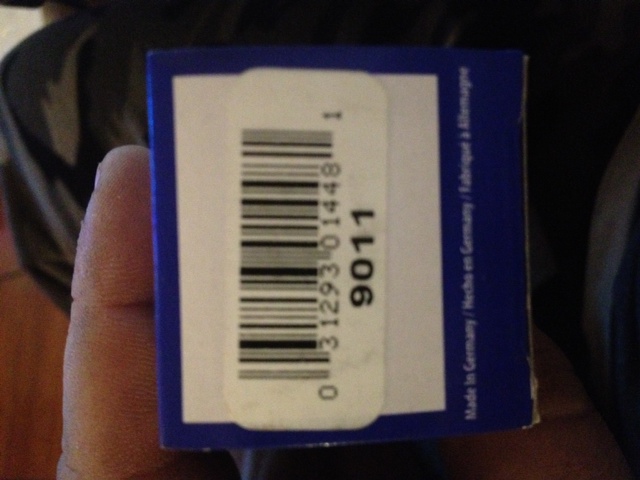 0 31293 01448 1
9011
Made in Germany / Hecho en Germany / Fabriqué à Allemagne